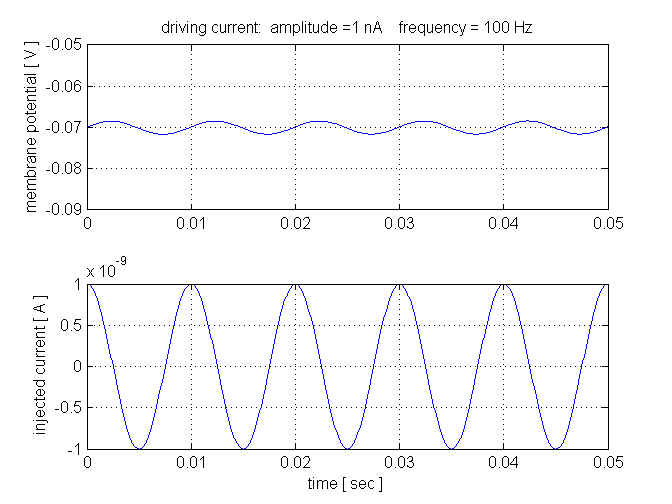 driving current:  amplitude =1 nA    frequency = 100 Hz
membrane potential [ V ]
-0.05
-0.06
-0.07
-0.08
-0.09
0 0.01 0.02 0.03 0.04 0.05
x 10^-9
injected current [ A ]
1
0.5
0
-0.5
-1
0 0.01 0.02 0.03 0.04 0.05
time [ sec ]